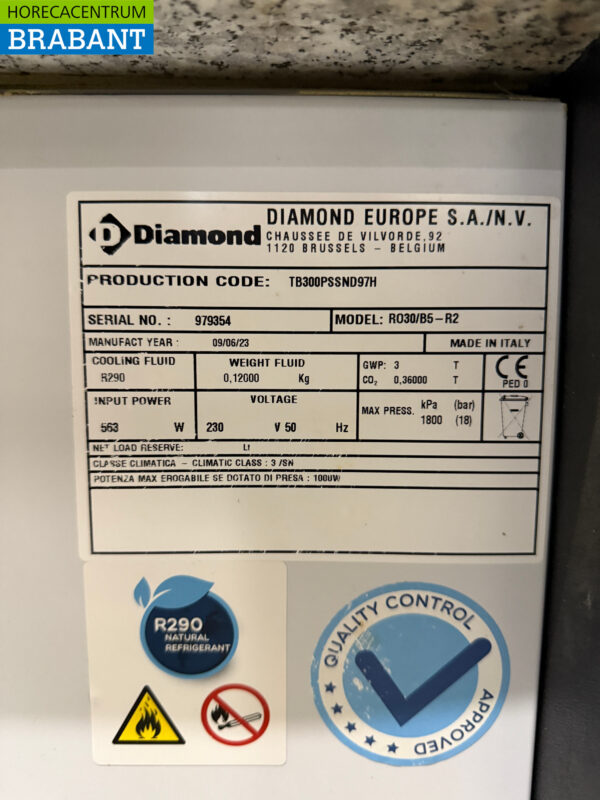 HORECACENTRUM
BRABANT
Diamond
DIAMOND EUROPE S.A./N.V.
CHAUSSEE DE VILVORDE,92
1120 BRUSSELS - BELGIUM
PRODUCTION CODE: TB300PSSND97H
SERIAL NO. : 979354
MODEL: RO30/B5-R2
MANUFACT YEAR : 09/06/23
MADE IN ITALY
COOLING FLUID
R290
WEIGHT FLUID
0,12000 Kg
GWP: 3 T
CO₂ 0,36000 T
CE
PED 0
INPUT POWER
563 W
VOLTAGE
230 V 50 Hz
MAX PRESS. kPa (bar)
1800 (18)
NET LOAD RESERVE: Lt
CLASSE CLIMATICA - CLIMATIC CLASS : 3 /SN
POTENZA MAX EROGABILE SE DOTATO DI PRESA : 100UW
R290
NATURAL
REFRIGERANT
QUALITY CONTROL
APPROVED